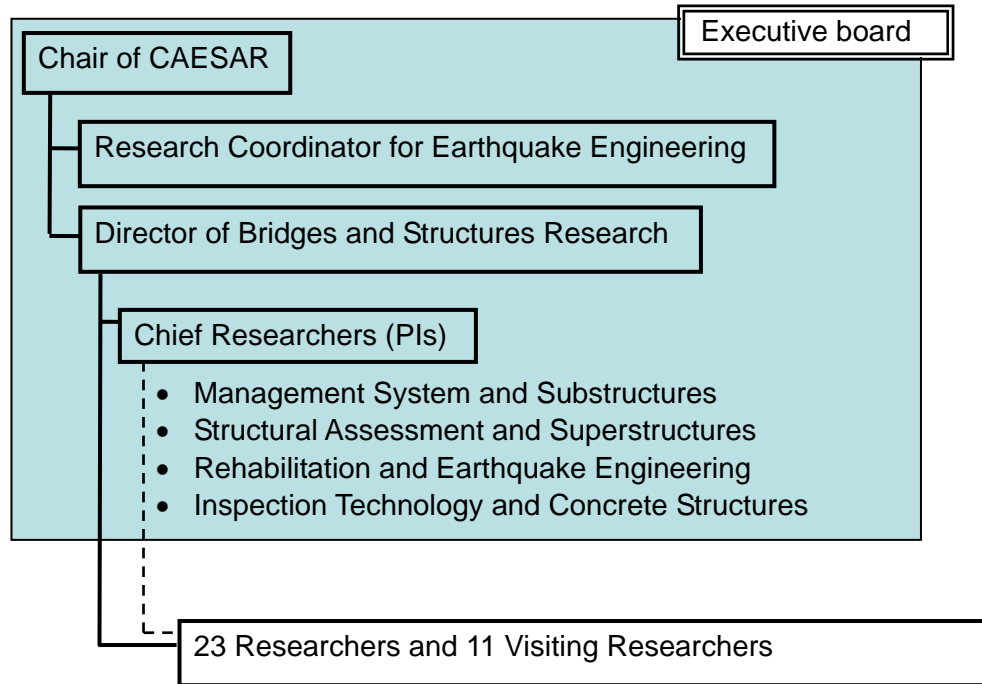 Executive board
Chair of CAESAR
Research Coordinator for Earthquake Engineering
Director of Bridges and Structures Research
Chief Researchers (PIs)
• Management System and Substructures
• Structural Assessment and Superstructures
• Rehabilitation and Earthquake Engineering
• Inspection Technology and Concrete Structures
23 Researchers and 11 Visiting Researchers